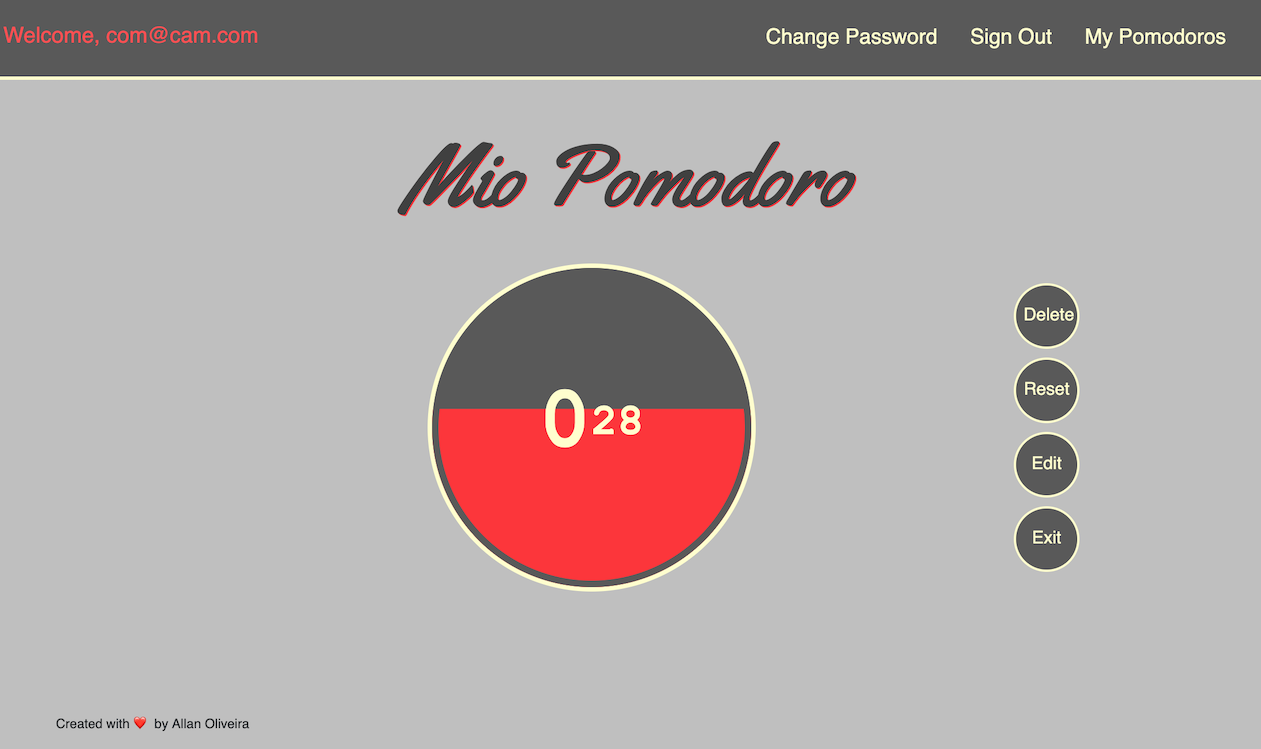 Welcome, com@cam.com
Change Password Sign Out My Pomodoros
Mio Pomodoro
0 28
Delete
Reset
Edit
Exit
Created with ❤️ by Allan Oliveira